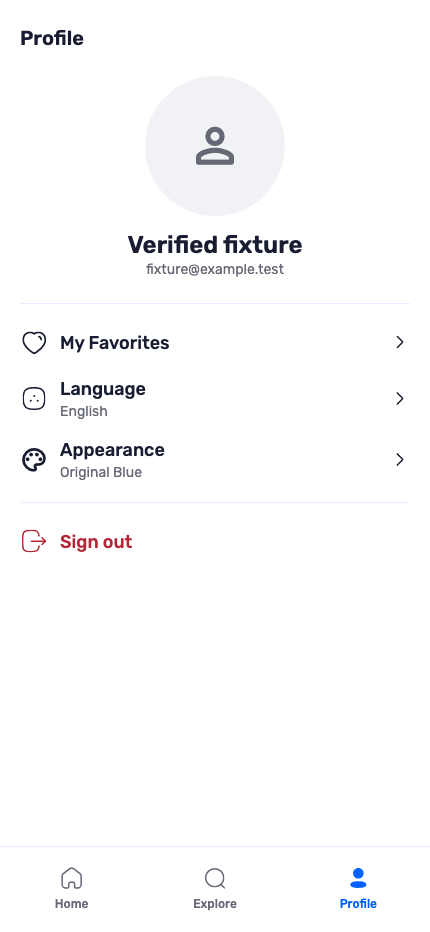 Profile
Verified fixture
fixture@example.test
My Favorites
Language
English
Appearance
Original Blue
Sign out
Home
Explore
Profile